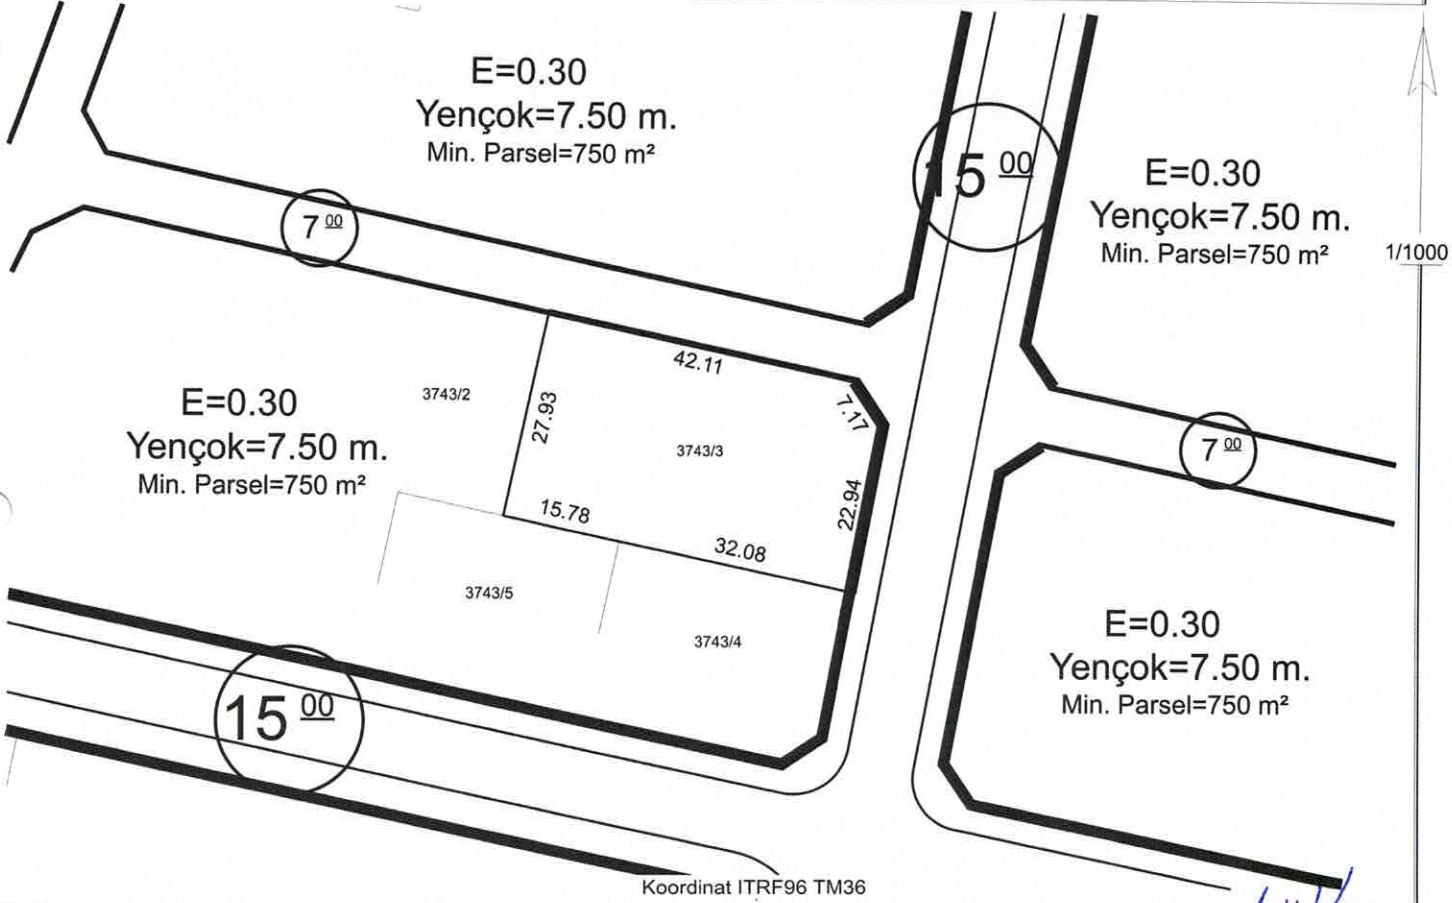 E=0.30
Yençok=7.50 m.
Min. Parsel=750 m²
15 00
E=0.30
Yençok=7.50 m.
Min. Parsel=750 m²
1/1000
7 00
42.11
3743/2
27.93
7.17
3743/3
E=0.30
Yençok=7.50 m.
Min. Parsel=750 m²
7 00
15.78
22.94
32.08
3743/5
3743/4
E=0.30
Yençok=7.50 m.
Min. Parsel=750 m²
15 00
Koordinat ITRF96 TM36